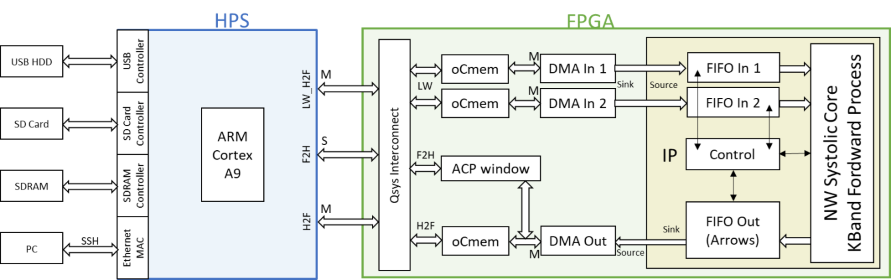 HPS
FPGA
USB HDD
USB
Controller
SD Card
SD Card
Controller
SDRAM
SDRAM
Controller
PC
SSH
Ethernet
MAC
ARM
Cortex
A9
LW_H2F
M
F2H
S
H2F
M
Qsys Interconnect
LW
F2H
H2F
oCmem
M
DMA In 1
oCmem
M
DMA In 2
Sink
Source
ACP window
oCmem
M
DMA Out
Source
Sink
FIFO In 1
FIFO In 2
IP
Control
FIFO Out
(Arrows)
NW Systolic Core
KBand Fordward Process